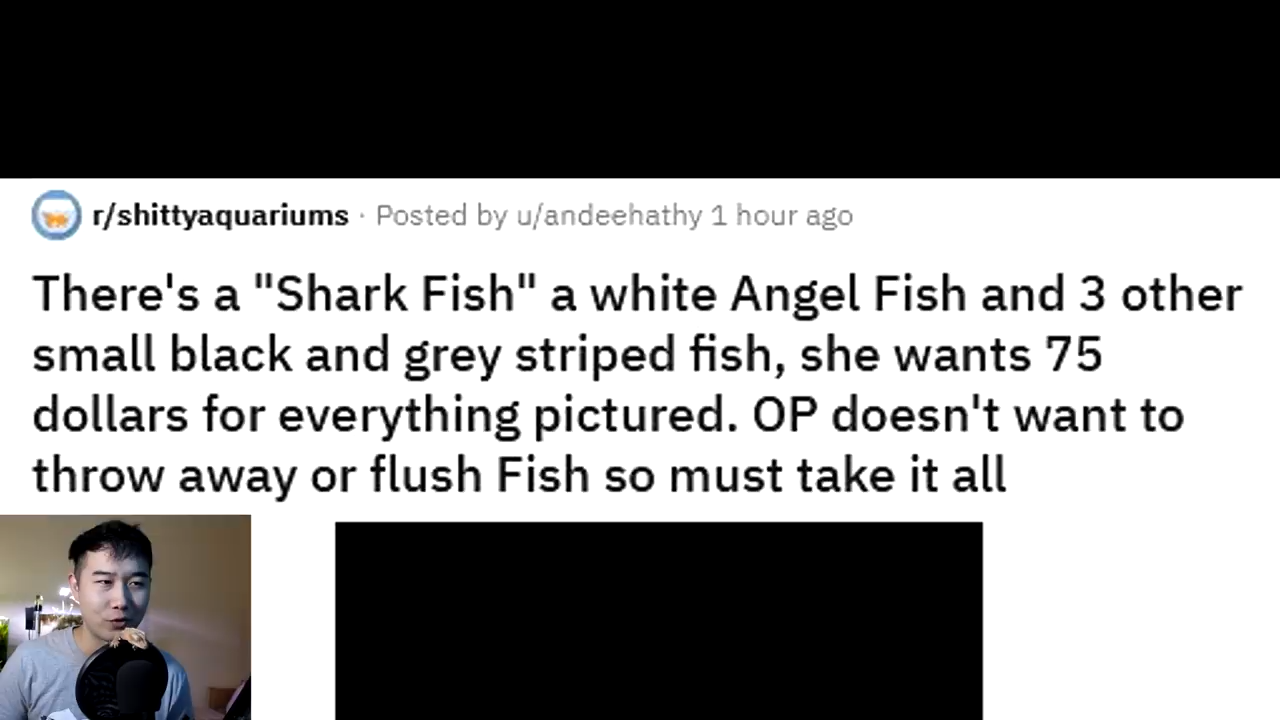 r/shittyaquariums · Posted by u/andeehathy 1 hour ago
There's a "Shark Fish" a white Angel Fish and 3 other
small black and grey striped fish, she wants 75
dollars for everything pictured. OP doesn't want to
throw away or flush Fish so must take it all